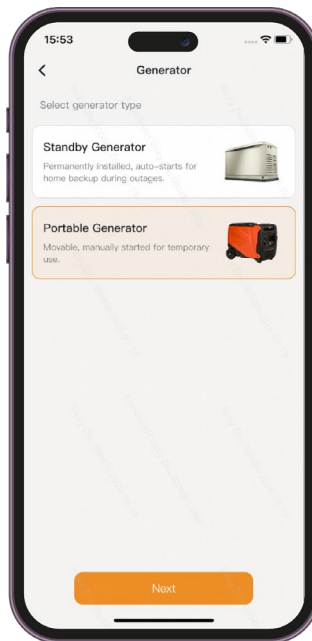 15:53
Generator
Select generator type
Standby Generator
Permanently installed, auto-starts for
home backup during outages.
Portable Generator
Movable, manually started for temporary
use.
Next